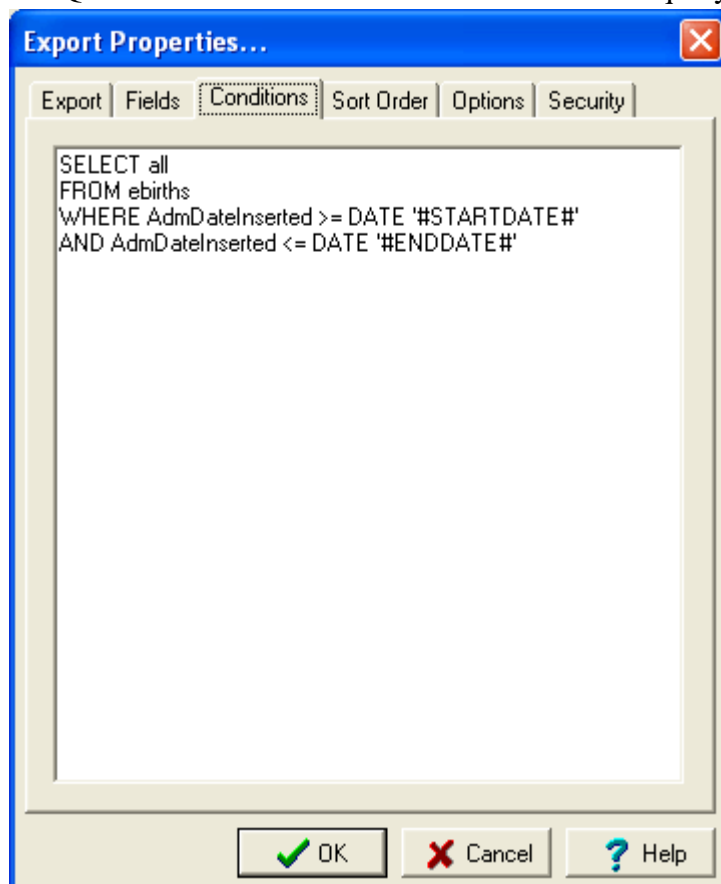 Export Properties...
Export Fields Conditions Sort Order Options Security
SELECT all
FROM ebirths
WHERE AdmDateInserted >= DATE '#STARTDATE#'
AND AdmDateInserted <= DATE '#ENDDATE#'
OK Cancel Help